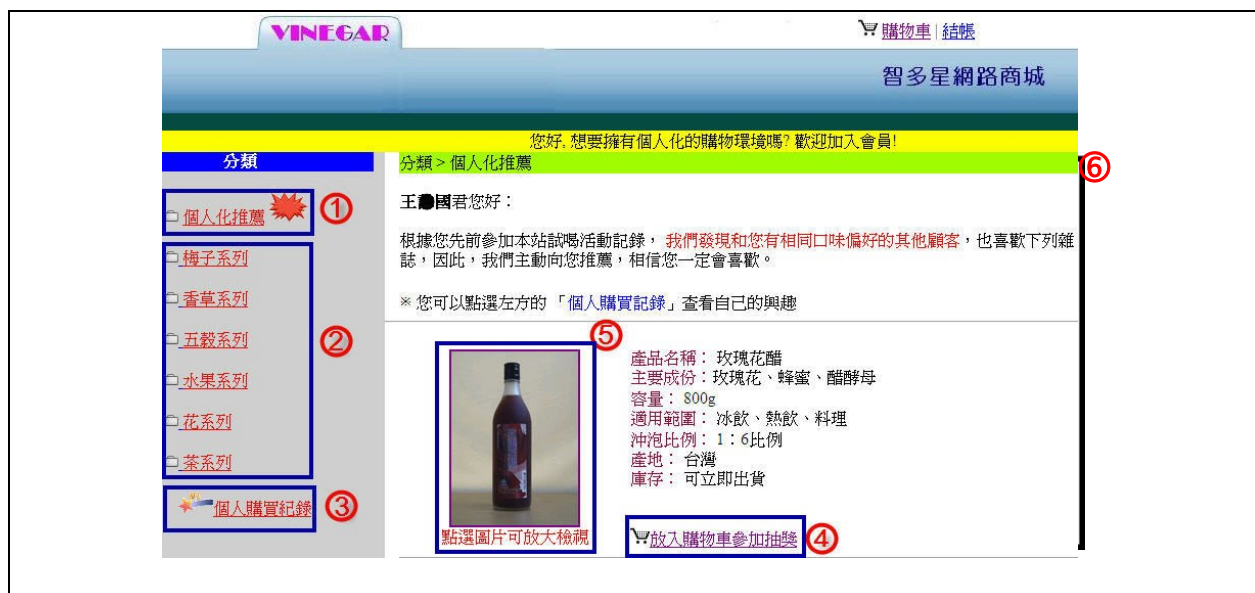 VINEGAR
購物車 | 結帳
智多星網路商城
您好, 想要擁有個人化的購物環境嗎? 歡迎加入會員!
分類
分類 > 個人化推薦
⑥
個人化推薦
①
王國君您好：
根據您先前參加本站試喝活動記錄， 我們發現和您有相同口味偏好的其他顧客，也喜歡下列雜
誌，因此，我們主動向您推薦，相信您一定會喜歡。
※ 您可以點選左方的 「個人購買記錄」查看自己的興趣
梅子系列
香草系列
五穀系列
②
水果系列
花系列
茶系列
個人購買紀錄
③
⑤
點選圖片可放大檢視
產品名稱： 玫瑰花醋
主要成份：玫瑰花、蜂蜜、醋酵母
容量： 800g
適用範圍： 冰飲、熱飲、料理
沖泡比例： 1：6比例
產地： 台灣
庫存： 可立即出貨
放入購物車參加抽獎
④